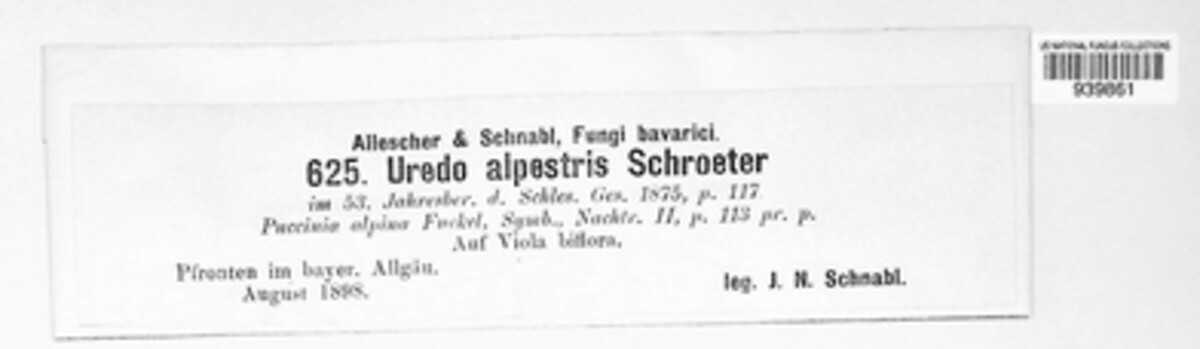 Allescher & Schnabl, Fungi bavarici.
625. Uredo alpestris Schroeter
im 53. Jahresber. d. Schles. Ges. 1875, p. 117
Puccinia alpina Fuckel, Symb., Nachtr. II, p. 113 pr. p.
Auf Viola biflora.
Pfronten im bayer. Allgäu.
August 1898.
leg. J. N. Schnabl.
US NATIONAL FUNGUS COLLECTIONS
939861